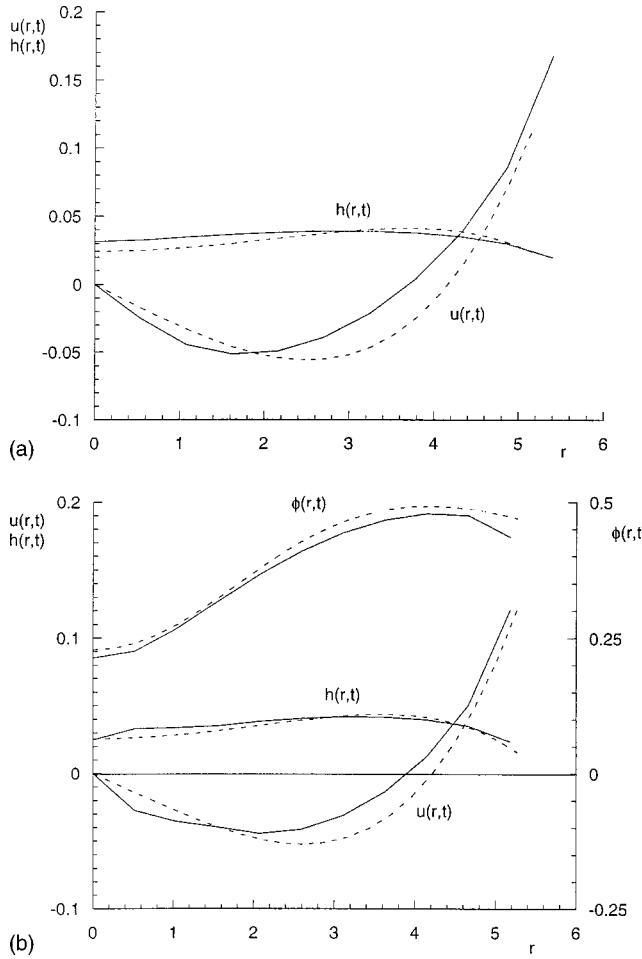 u(r,t)
h(r,t)
0.2
0.15
0.1
0.05
0
-0.05
-0.1
h(r,t)
u(r,t)
0 1 2 3 4 5 6
r
(a)
u(r,t)
h(r,t)
0.2
0.1
0
-0.1
ϕ(r,t)
h(r,t)
u(r,t)
0.5
ϕ(r,t
0.25
0
-0.25
0 1 2 3 4 5 6
r
(b)